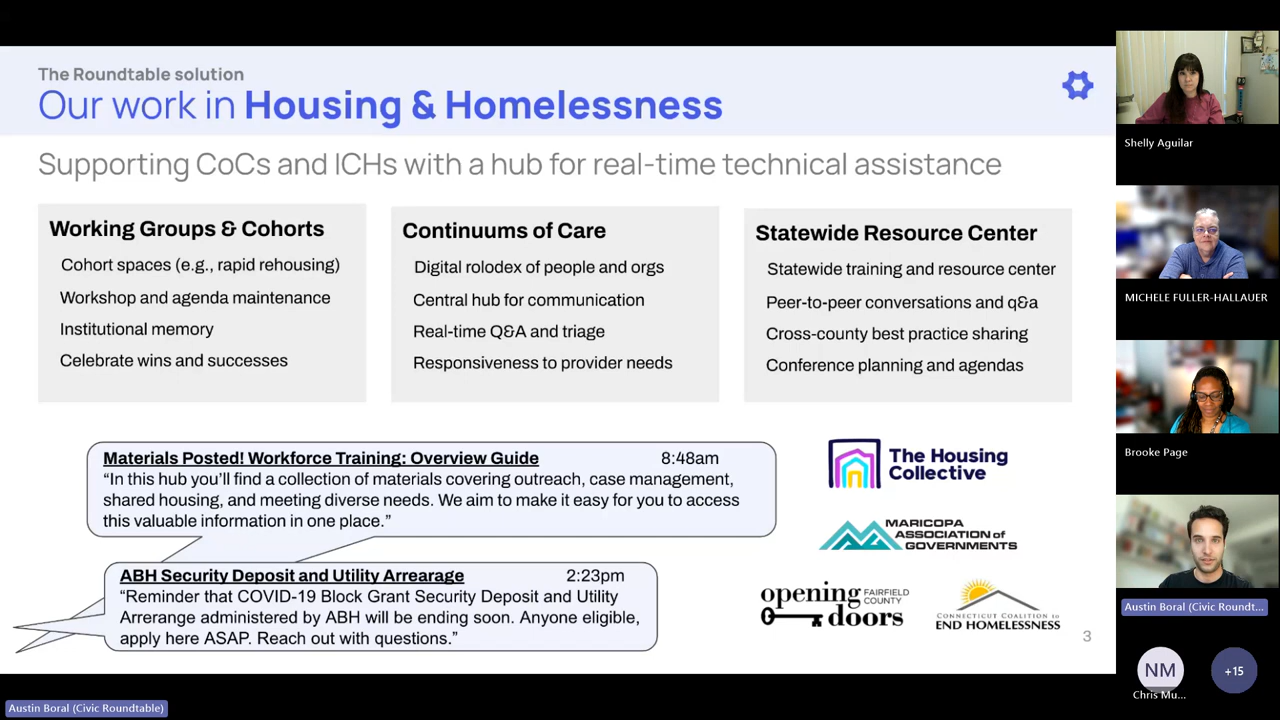 The Roundtable solution
Our work in Housing & Homelessness
Supporting CoCs and ICHs with a hub for real-time technical assistance
Working Groups & Cohorts
Cohort spaces (e.g., rapid rehousing)
Workshop and agenda maintenance
Institutional memory
Celebrate wins and successes
Continuums of Care
Digital rolodex of people and orgs
Central hub for communication
Real-time Q&A and triage
Responsiveness to provider needs
Statewide Resource Center
Statewide training and resource center
Peer-to-peer conversations and q&a
Cross-county best practice sharing
Conference planning and agendas
Materials Posted! Workforce Training: Overview Guide 8:48am
“In this hub you’ll find a collection of materials covering outreach, case management,
shared housing, and meeting diverse needs. We aim to make it easy for you to access
this valuable information in one place.”
ABH Security Deposit and Utility Arrearage 2:23pm
“Reminder that COVID-19 Block Grant Security Deposit and Utility
Arrerange administered by ABH will be ending soon. Anyone eligible,
apply here ASAP. Reach out with questions.”
The Housing
Collective
MARICOPA
ASSOCIATION of
GOVERNMENTS
opening FAIRFIELD
COUNTY
doors
CONNECTICUT COALITION to
END HOMELESSNESS
3
Shelly Aguilar
MICHELE FULLER-HALLAUER
Brooke Page
Austin Boral (Civic Roundt...
NM
+15
Chris Mu...
Austin Boral (Civic Roundtable)